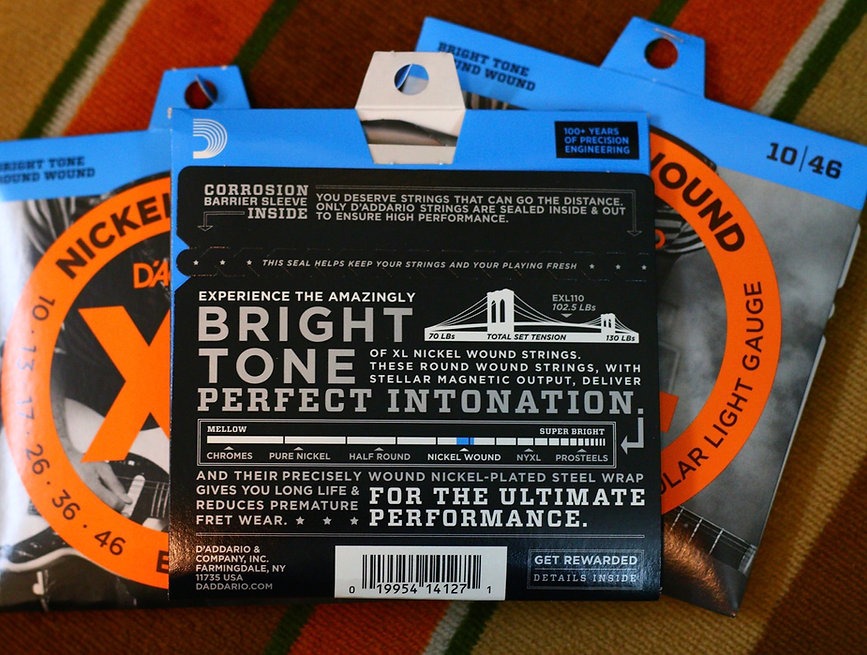 BRIGHT TONE
ROUND WOUND
NICKEL
D'A
X
10 · 13 · 17 · 26 · 36 · 46
E
BRIGHT TONE
ROUND WOUND
10|46
WOUND
REGULAR LIGHT GAUGE
100+ YEARS
OF PRECISION
ENGINEERING
CORROSION
BARRIER SLEEVE
INSIDE
YOU DESERVE STRINGS THAT CAN GO THE DISTANCE.
ONLY D'ADDARIO STRINGS ARE SEALED INSIDE & OUT
TO ENSURE HIGH PERFORMANCE.
THIS SEAL HELPS KEEP YOUR STRINGS AND YOUR PLAYING FRESH
EXPERIENCE THE AMAZINGLY
BRIGHT
TONE
EXL110
102.5 LBs
70 LBs TOTAL SET TENSION 130 LBs
OF XL NICKEL WOUND STRINGS.
THESE ROUND WOUND STRINGS, WITH
STELLAR MAGNETIC OUTPUT, DELIVER
PERFECT INTONATION.
MELLOW SUPER BRIGHT
CHROMES PURE NICKEL HALF ROUND NICKEL WOUND NYXL PROSTEELS
AND THEIR PRECISELY WOUND NICKEL-PLATED STEEL WRAP
GIVES YOU LONG LIFE &
REDUCES PREMATURE
FRET WEAR.
FOR THE ULTIMATE
PERFORMANCE.
D'ADDARIO &
COMPANY, INC.
FARMINGDALE, NY
11735 USA
DADDARIO.COM
0 19954 14127 1
GET REWARDED
DETAILS INSIDE